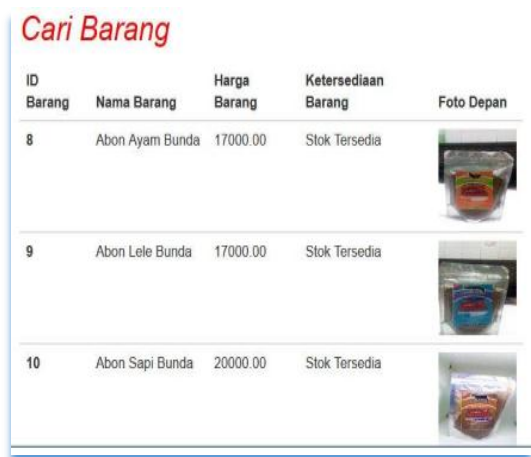 Cari Barang
ID Barang Nama Barang Harga Barang Ketersediaan Barang Foto Depan
8 Abon Ayam Bunda 17000.00 Stok Tersedia
9 Abon Lele Bunda 17000.00 Stok Tersedia
10 Abon Sapi Bunda 20000.00 Stok Tersedia